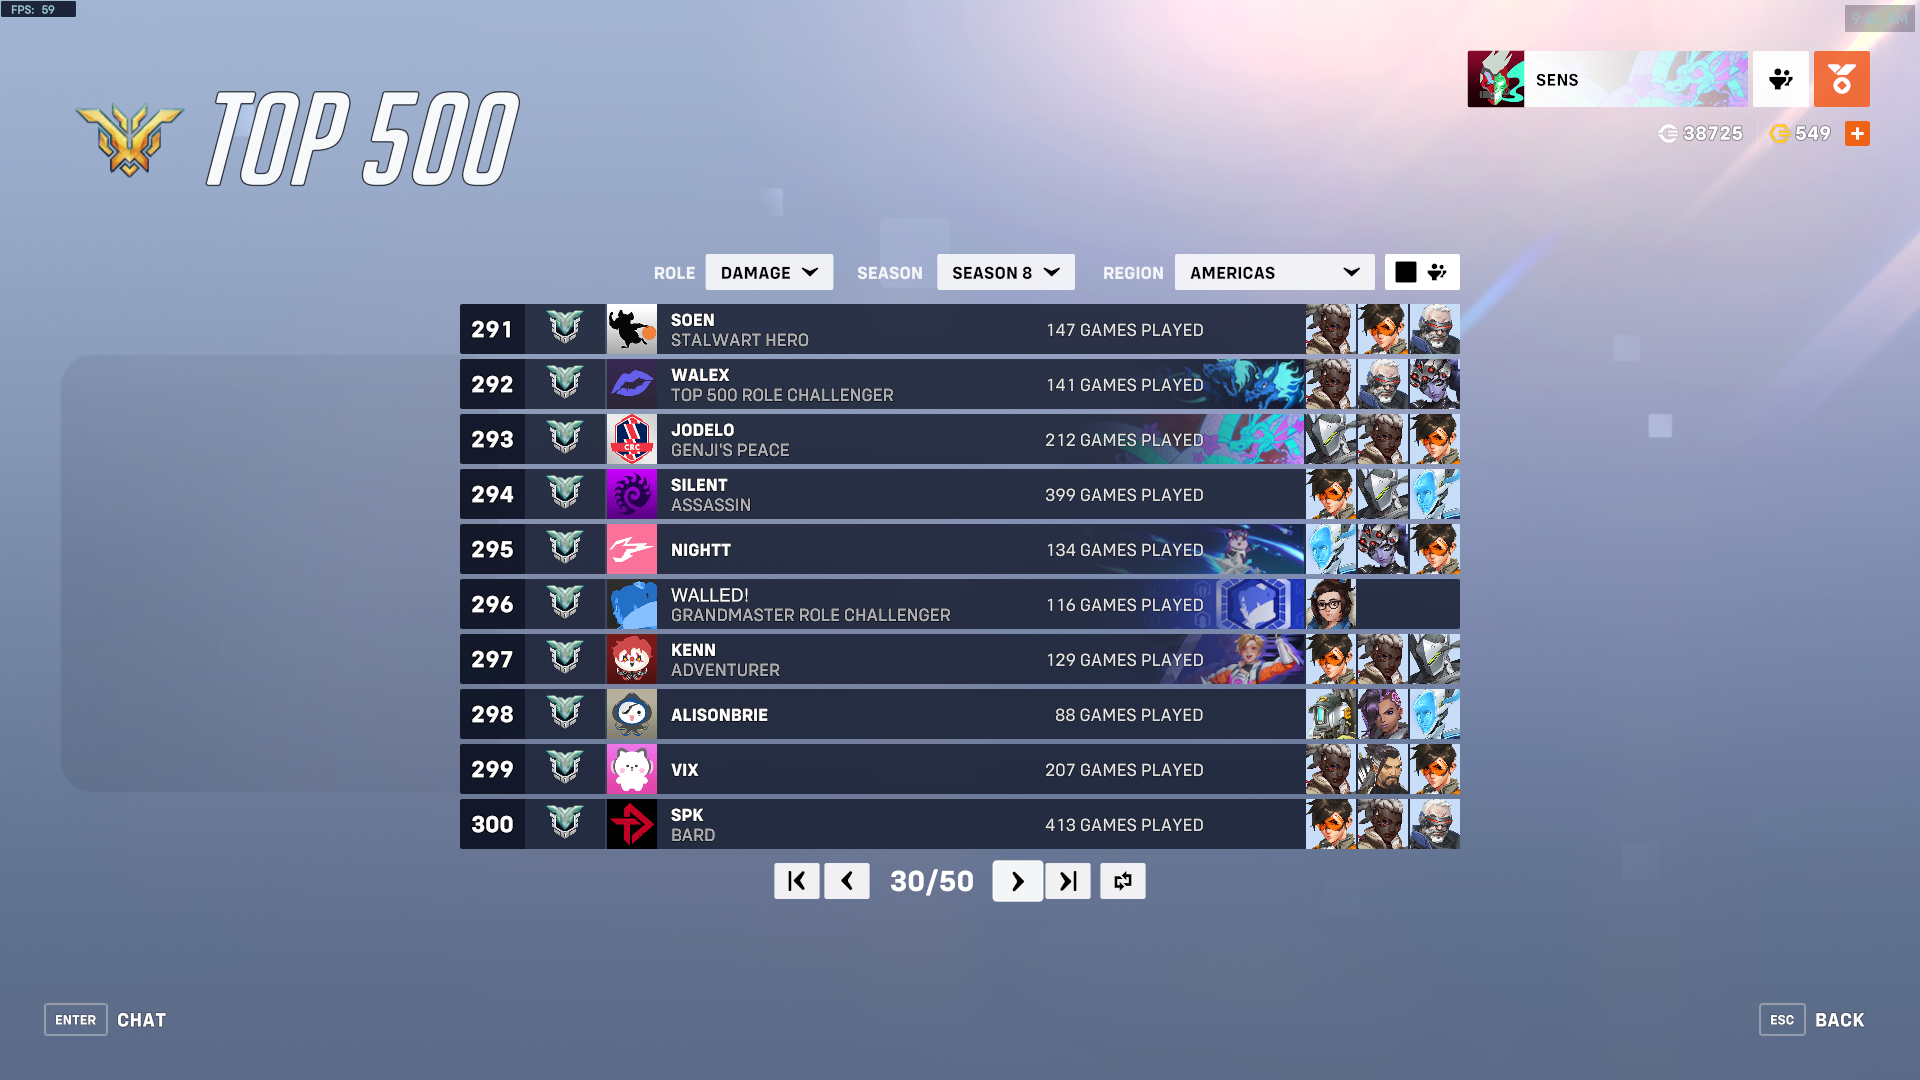 FPS: 59
TOP 500
SENS
38725
549
ROLE DAMAGE SEASON SEASON 8 REGION AMERICAS
291 SOEN 147 GAMES PLAYED
STALWART HERO
292 WALEX 141 GAMES PLAYED
TOP 500 ROLE CHALLENGER
293 CRC JODELO 212 GAMES PLAYED
GENJI'S PEACE
294 SILENT 399 GAMES PLAYED
ASSASSIN
295 NIGHTT 134 GAMES PLAYED
296 WALLED! 116 GAMES PLAYED
GRANDMASTER ROLE CHALLENGER
297 KENN 129 GAMES PLAYED
ADVENTURER
298 ALISONBRIE 88 GAMES PLAYED
299 VIX 207 GAMES PLAYED
300 SPK 413 GAMES PLAYED
BARD
30/50
ENTER CHAT
ESC BACK